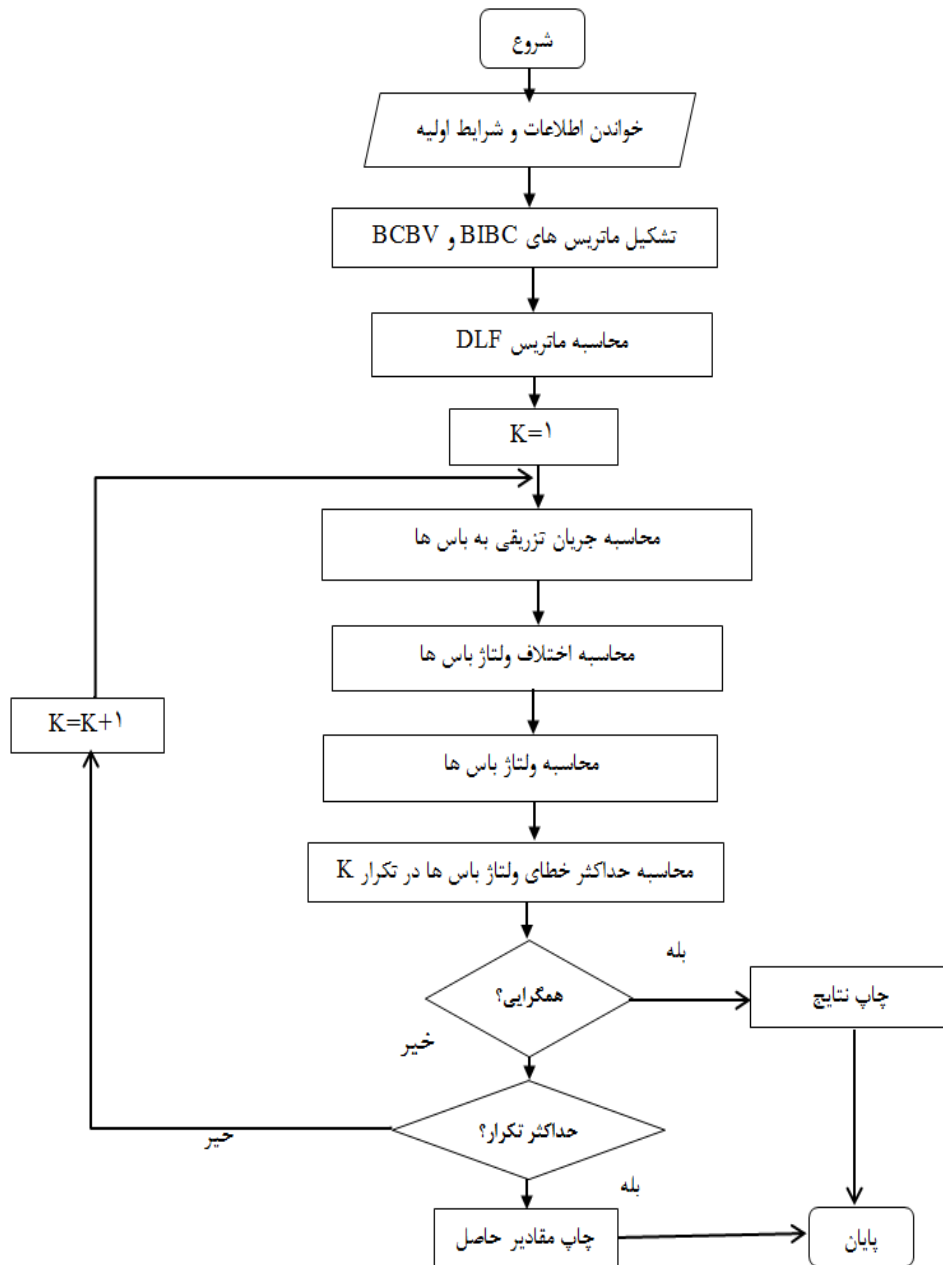 شروع
خواندن اطلاعات و شرایط اولیه
تشکیل ماتریس های BIBC و BCBV
محاسبه ماتریس DLF
K=۱
محاسبه جریان تزریقی به باس ها
محاسبه اختلاف ولتاژ باس ها
K=K+۱
محاسبه ولتاژ باس ها
محاسبه حداکثر خطای ولتاژ باس ها در تکرار K
بله
همگرایی؟
چاپ نتایج
خیر
حداکثر تکرار؟
خیر
بله
چاپ مقادیر حاصل
پایان